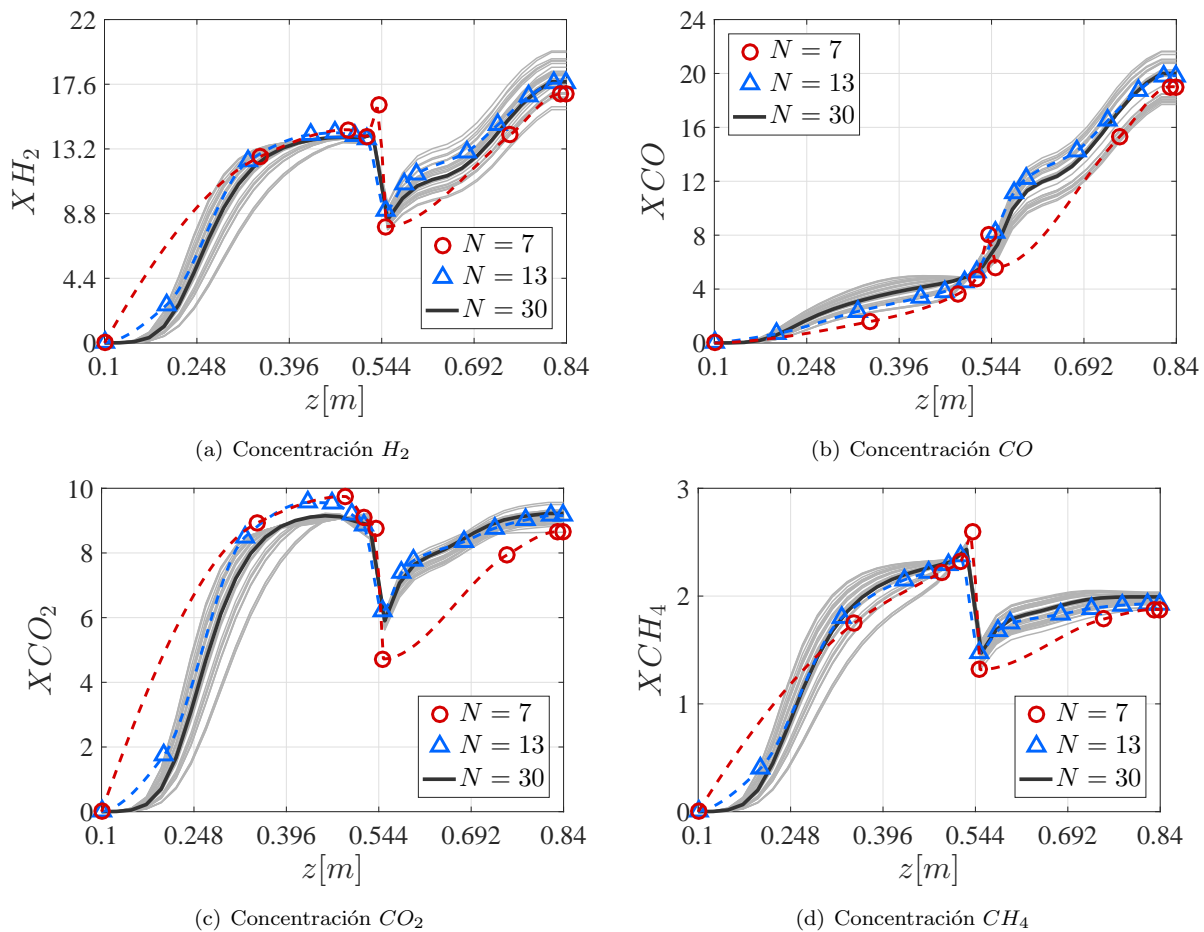 22
17.6
13.2
8.8
4.4
0
XH₂
N = 7
N = 13
N = 30
0.1 0.248 0.396 0.544 0.692 0.84
z[m]
(a) Concentración H₂
24
20
16
12
8
4
0
XCO
N = 7
N = 13
N = 30
0.1 0.248 0.396 0.544 0.692 0.84
z[m]
(b) Concentración CO
10
8
6
4
2
0
XCO₂
N = 7
N = 13
N = 30
0.1 0.248 0.396 0.544 0.692 0.84
z[m]
(c) Concentración CO₂
3
2
1
0
XCH₄
N = 7
N = 13
N = 30
0.1 0.248 0.396 0.544 0.692 0.84
z[m]
(d) Concentración CH₄